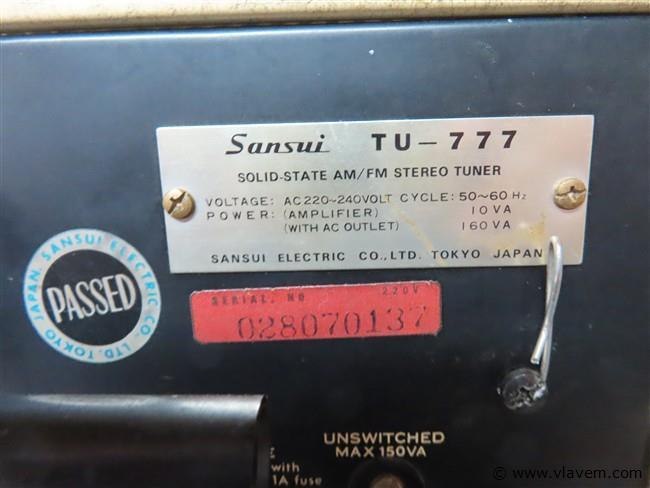 Sansui TU-777
SOLID-STATE AM/FM STEREO TUNER
VOLTAGE: AC220~240VOLT CYCLE: 50~60 Hz
POWER: (AMPLIFIER) 10VA
(WITH AC OUTLET) 160VA
SANSUI ELECTRIC CO.,LTD. TOKYO JAPAN
SANSUI ELECTRIC CO. LTD. TOKYO JAPAN.
PASSED
SERIAL. NO 220V
028070137
UNSWITCHED
MAX 150VA
E
with
1A fuse
www.vlavem.com